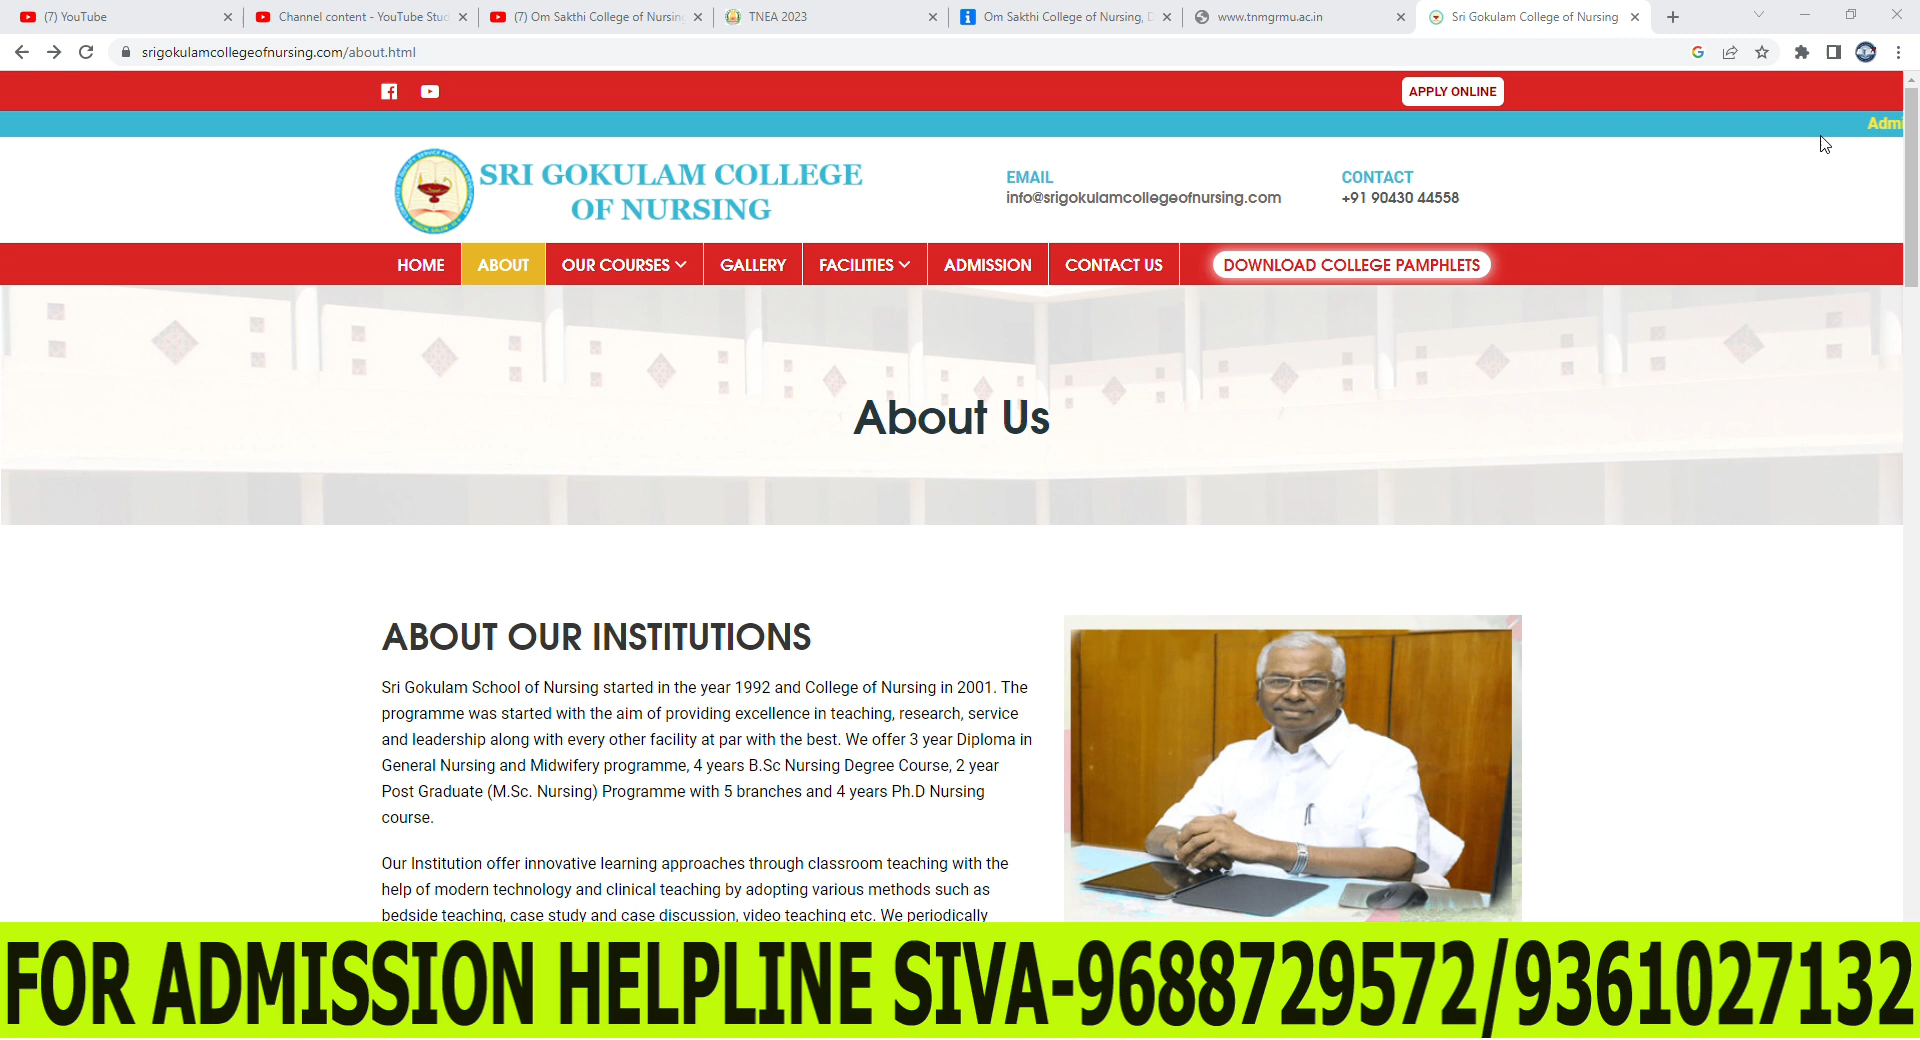 (7) YouTube
Channel content - YouTube Stud
(7) Om Sakthi College of Nursing
TNEA 2023
Om Sakthi College of Nursing, D
www.tnmgrmu.ac.in
Sri Gokulam College of Nursing
srigokulamcollegeofnursing.com/about.html
APPLY ONLINE
Admi
SRI GOKULAM COLLEGE
OF NURSING
EMAIL
info@srigokulamcollegeofnursing.com
CONTACT
+91 90430 44558
HOME
ABOUT
OUR COURSES
GALLERY
FACILITIES
ADMISSION
CONTACT US
DOWNLOAD COLLEGE PAMPHLETS
About Us
ABOUT OUR INSTITUTIONS
Sri Gokulam School of Nursing started in the year 1992 and College of Nursing in 2001. The
programme was started with the aim of providing excellence in teaching, research, service
and leadership along with every other facility at par with the best. We offer 3 year Diploma in
General Nursing and Midwifery programme, 4 years B.Sc Nursing Degree Course, 2 year
Post Graduate (M.Sc. Nursing) Programme with 5 branches and 4 years Ph.D Nursing
course.
Our Institution offer innovative learning approaches through classroom teaching with the
help of modern technology and clinical teaching by adopting various methods such as
bedside teaching, case study and case discussion, video teaching etc. We periodically
FOR ADMISSION HELPLINE SIVA-9688729572/9361027132